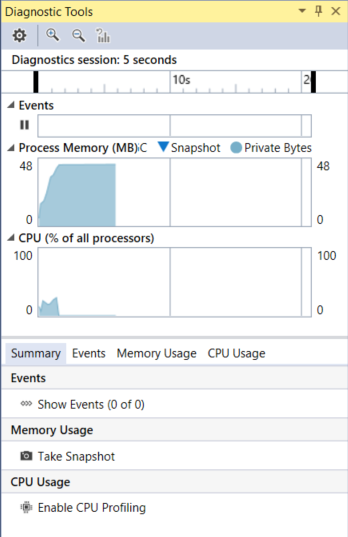 Diagnostic Tools
Diagnostics session: 5 seconds
10s
2
Events
Process Memory (MB) Snapshot Private Bytes
48 48
0 0
CPU (% of all processors)
100 100
0 0
Summary Events Memory Usage CPU Usage
Events
Show Events (0 of 0)
Memory Usage
Take Snapshot
CPU Usage
Enable CPU Profiling